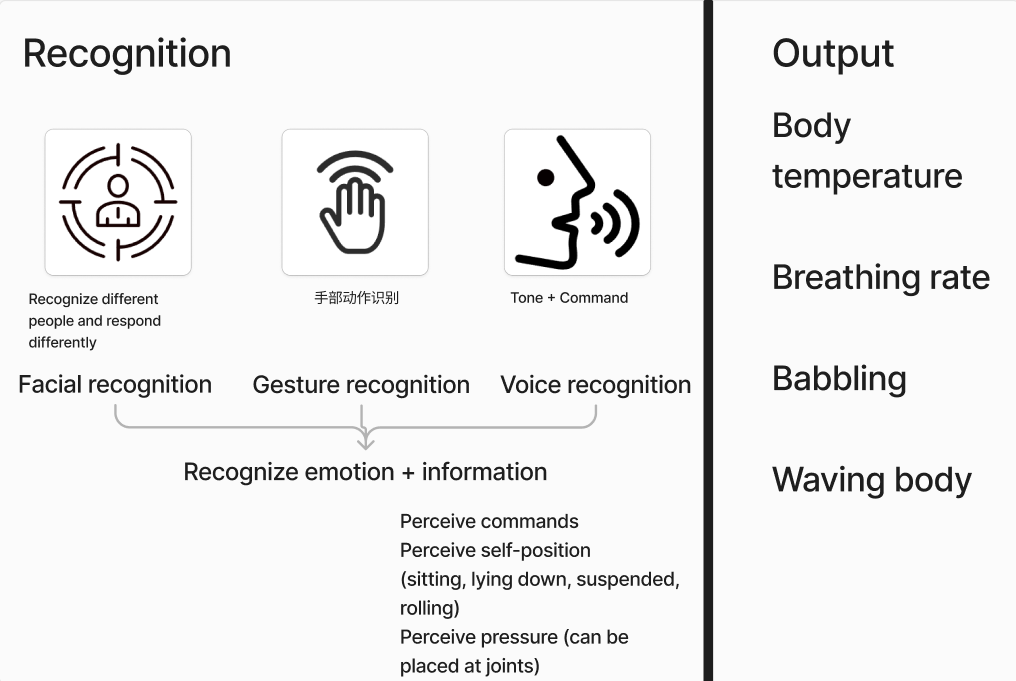 Recognition
Recognize different
people and respond
differently
手部动作识别
Tone + Command
Facial recognition
Gesture recognition
Voice recognition
Recognize emotion + information
Perceive commands
Perceive self-position
(sitting, lying down, suspended,
rolling)
Perceive pressure (can be
placed at joints)
Output
Body
temperature
Breathing rate
Babbling
Waving body